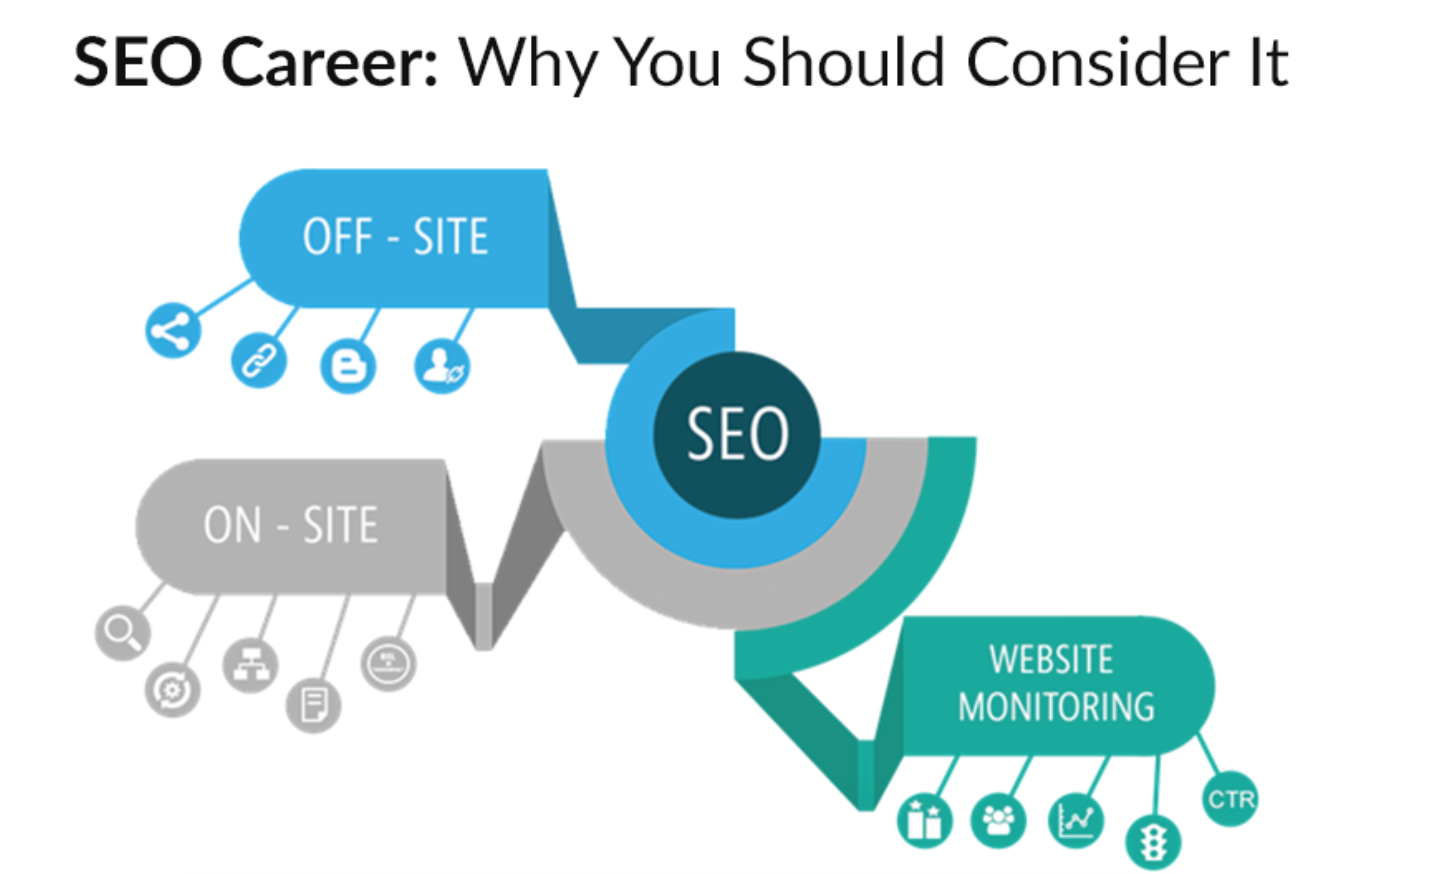 SEO Career: Why You Should Consider It
OFF - SITE
SEO
ON - SITE
WEBSITE
MONITORING
CTR